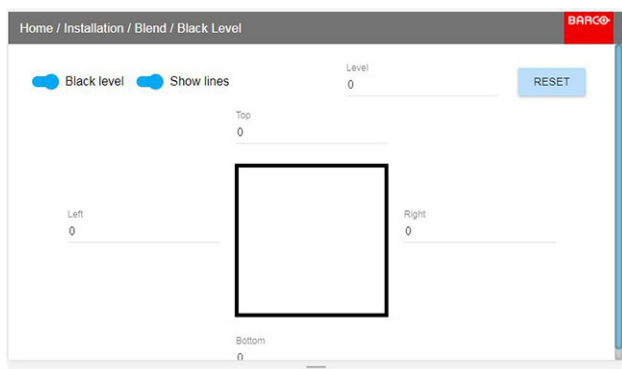 Home / Installation / Blend / Black Level
BARCO
Black level
Show lines
Level
0
RESET
Top
0
Left
0
Right
0
Bottom
0